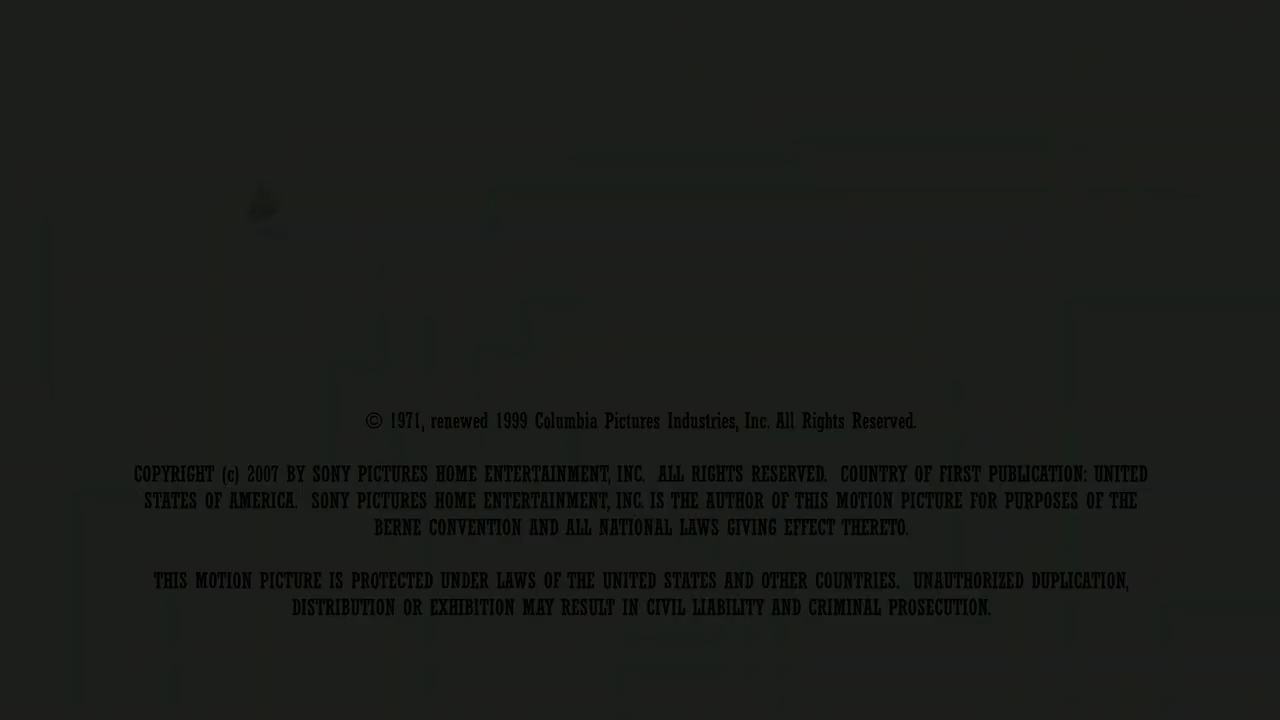 © 1971, renewed 1999 Columbia Pictures Industries, Inc. All Rights Reserved.
COPYRIGHT (c) 2007 BY SONY PICTURES HOME ENTERTAINMENT, INC. ALL RIGHTS RESERVED. COUNTRY OF FIRST PUBLICATION: UNITED
STATES OF AMERICA. SONY PICTURES HOME ENTERTAINMENT, INC. IS THE AUTHOR OF THIS MOTION PICTURE FOR PURPOSES OF THE
BERNE CONVENTION AND ALL NATIONAL LAWS GIVING EFFECT THERETO.
THIS MOTION PICTURE IS PROTECTED UNDER LAWS OF THE UNITED STATES AND OTHER COUNTRIES. UNAUTHORIZED DUPLICATION,
DISTRIBUTION OR EXHIBITION MAY RESULT IN CIVIL LIABILITY AND CRIMINAL PROSECUTION.